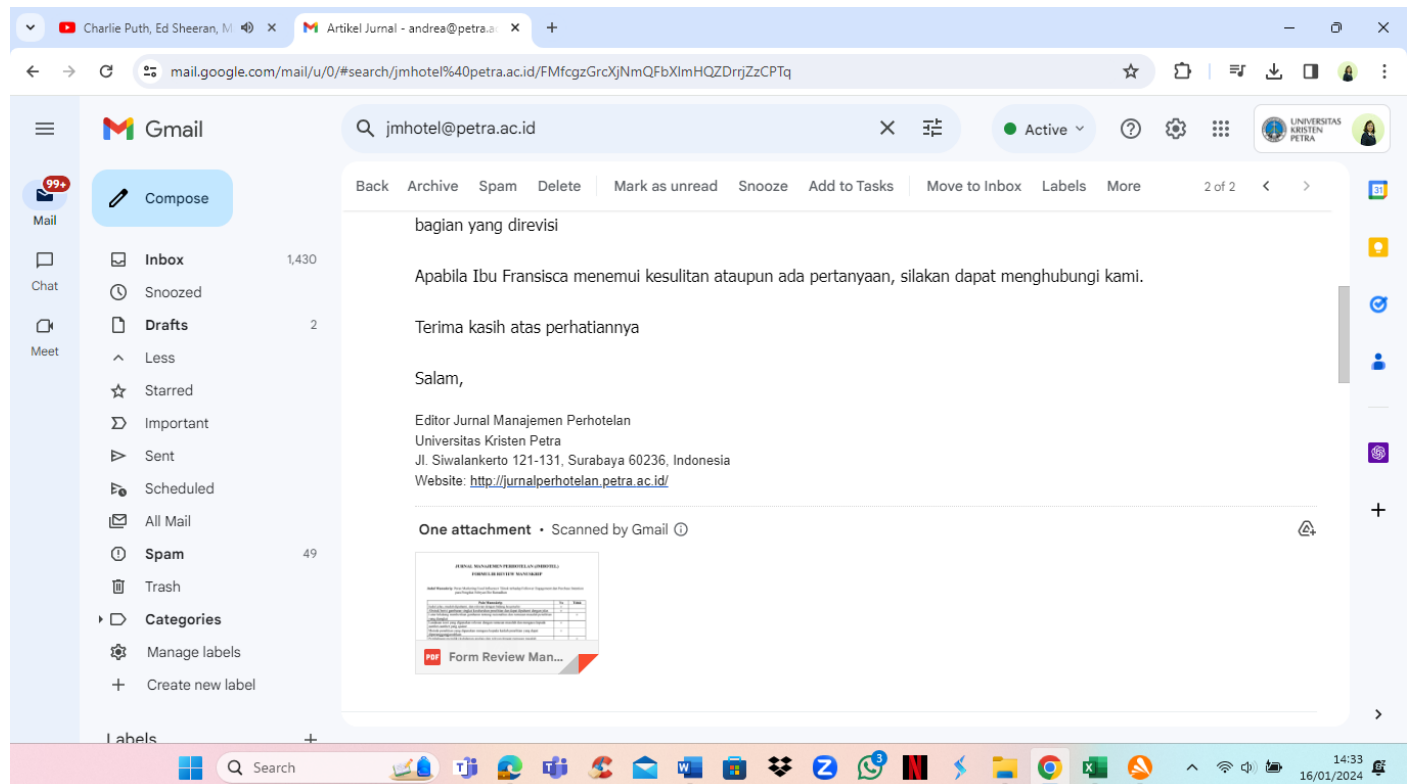 Charlie Puth, Ed Sheeran, M
Artikel Jurnal - andrea@petra.ac
mail.google.com/mail/u/0/#search/jmhotel%40petra.ac.id/FMfcgzGrcXjNmQFbXlmHQZDrrjZzCPTq
Gmail
jmhotel@petra.ac.id
Active
UNIVERSITAS
KRISTEN
PETRA
99+
Mail
Chat
Meet
Compose
Inbox 1,430
Snoozed
Drafts 2
Less
Starred
Important
Sent
Scheduled
All Mail
Spam 49
Trash
Categories
Manage labels
Create new label
Labels
Back Archive Spam Delete Mark as unread Snooze Add to Tasks Move to Inbox Labels More 2 of 2
bagian yang direvisi
Apabila Ibu Fransisca menemui kesulitan ataupun ada pertanyaan, silakan dapat menghubungi kami.
Terima kasih atas perhatiannya
Salam,
Editor Jurnal Manajemen Perhotelan
Universitas Kristen Petra
Jl. Siwalankerto 121-131, Surabaya 60236, Indonesia
Website: http://jurnalperhotelan.petra.ac.id/
One attachment • Scanned by Gmail
JURNAL MANAJEMEN PERHOTELAN (JMHOTEL)
FORMULIR REVIEW MANUSKRIP
PDF Form Review Man...
31
Search
3
14:33
16/01/2024